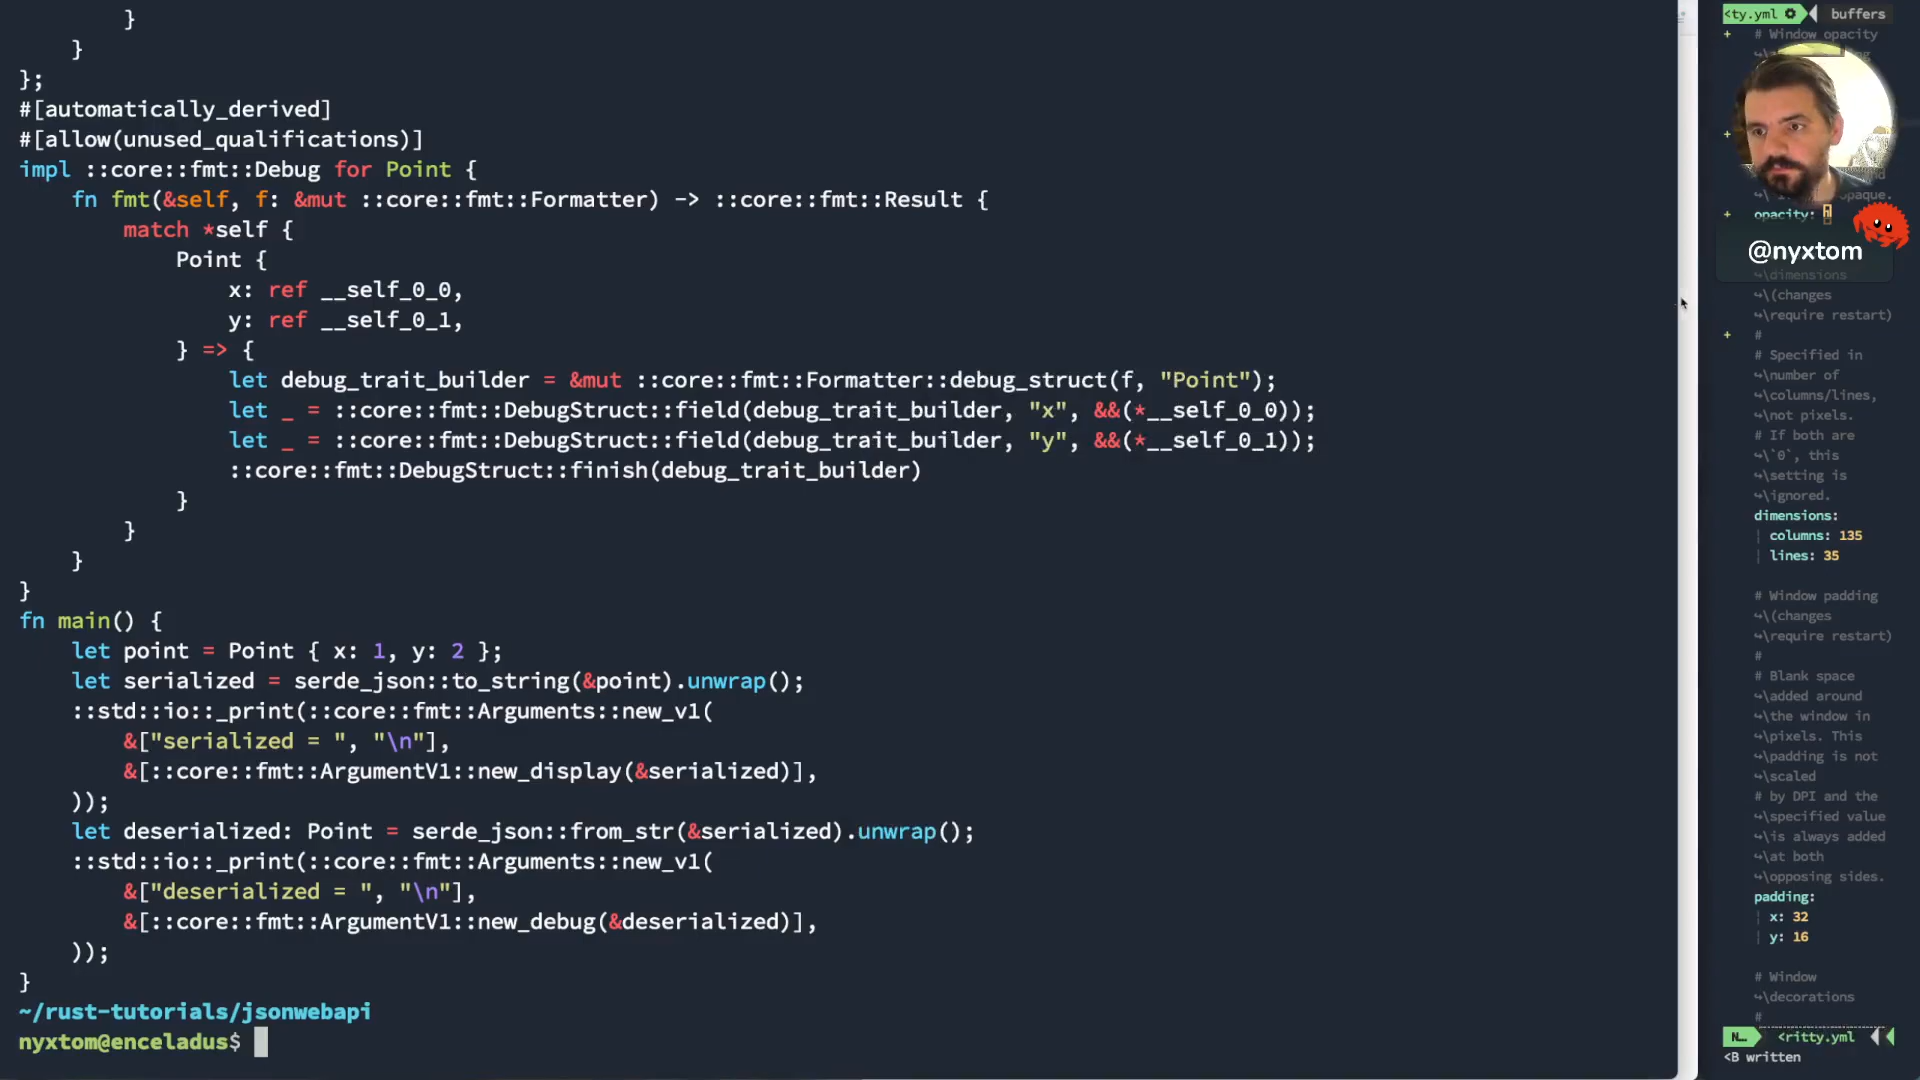 }
    }
};
#[automatically_derived]
#[allow(unused_qualifications)]
impl ::core::fmt::Debug for Point {
    fn fmt(&self, f: &mut ::core::fmt::Formatter) -> ::core::fmt::Result {
        match *self {
            Point {
                x: ref __self_0_0,
                y: ref __self_0_1,
            } => {
                let debug_trait_builder = &mut ::core::fmt::Formatter::debug_struct(f, "Point");
                let _ = ::core::fmt::DebugStruct::field(debug_trait_builder, "x", &&(*__self_0_0));
                let _ = ::core::fmt::DebugStruct::field(debug_trait_builder, "y", &&(*__self_0_1));
                ::core::fmt::DebugStruct::finish(debug_trait_builder)
            }
        }
    }
}
fn main() {
    let point = Point { x: 1, y: 2 };
    let serialized = serde_json::to_string(&point).unwrap();
    ::std::io::_print(::core::fmt::Arguments::new_v1(
        &["serialized = ", "\n"],
        &[::core::fmt::ArgumentV1::new_display(&serialized)],
    ));
    let deserialized: Point = serde_json::from_str(&serialized).unwrap();
    ::std::io::_print(::core::fmt::Arguments::new_v1(
        &["deserialized = ", "\n"],
        &[::core::fmt::ArgumentV1::new_debug(&deserialized)],
    ));
}
~/rust-tutorials/jsonwebapi
nyxtom@enceladus$
<ty.yml buffers
+ # Window opacity
+
opaque.
+ opacity:
@nyxtom
↪\dimensions
↪\(changes
↪\require restart)
+ #
# Specified in
↪\number of
↪\columns/lines,
↪\not pixels.
# If both are
↪\`0`, this
↪\setting is
↪\ignored.
dimensions:
| columns: 135
| lines: 35
# Window padding
↪\(changes
↪\require restart)
#
# Blank space
↪\added around
↪\the window in
↪\pixels. This
↪\padding is not
↪\scaled
# by DPI and the
↪\specified value
↪\is always added
↪\at both
↪\opposing sides.
padding:
| x: 32
| y: 16
# Window
↪\decorations
#
N… <ritty.yml
<B written